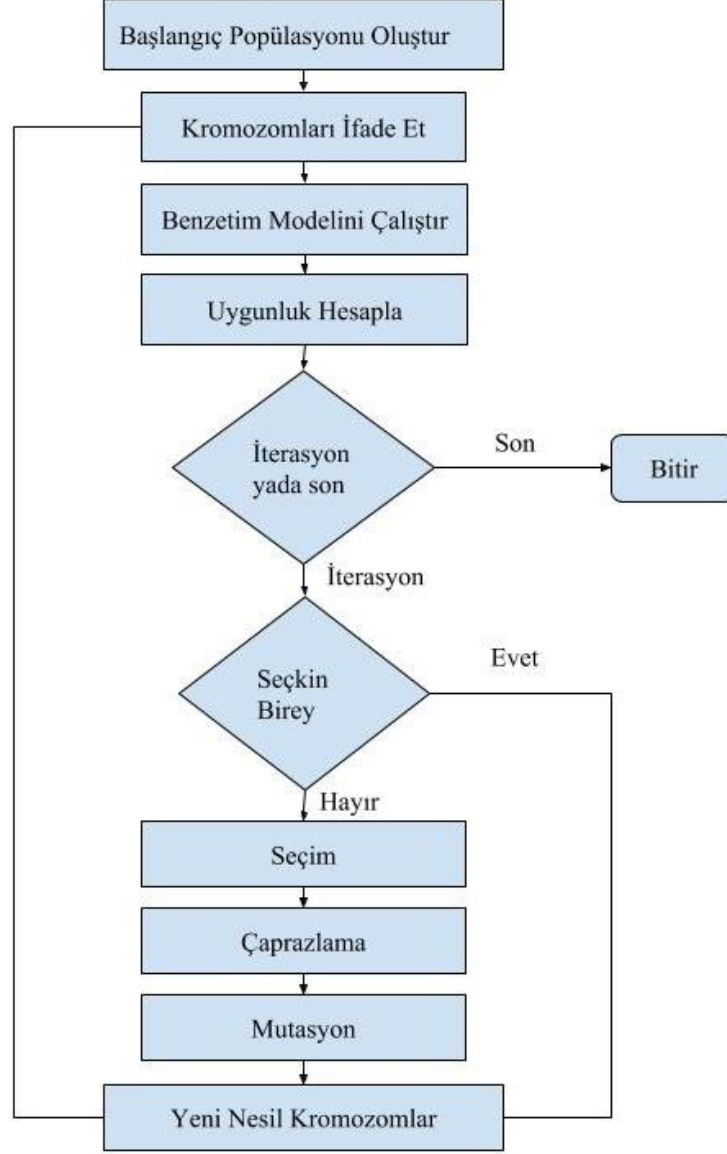 Başlangıç Popülasyonu Oluştur
Kromozomları İfade Et
Benzetim Modelini Çalıştır
Uygunluk Hesapla
İterasyon
yada son
Son
Bitir
İterasyon
Seçkin
Birey
Evet
Hayır
Seçim
Çaprazlama
Mutasyon
Yeni Nesil Kromozomlar